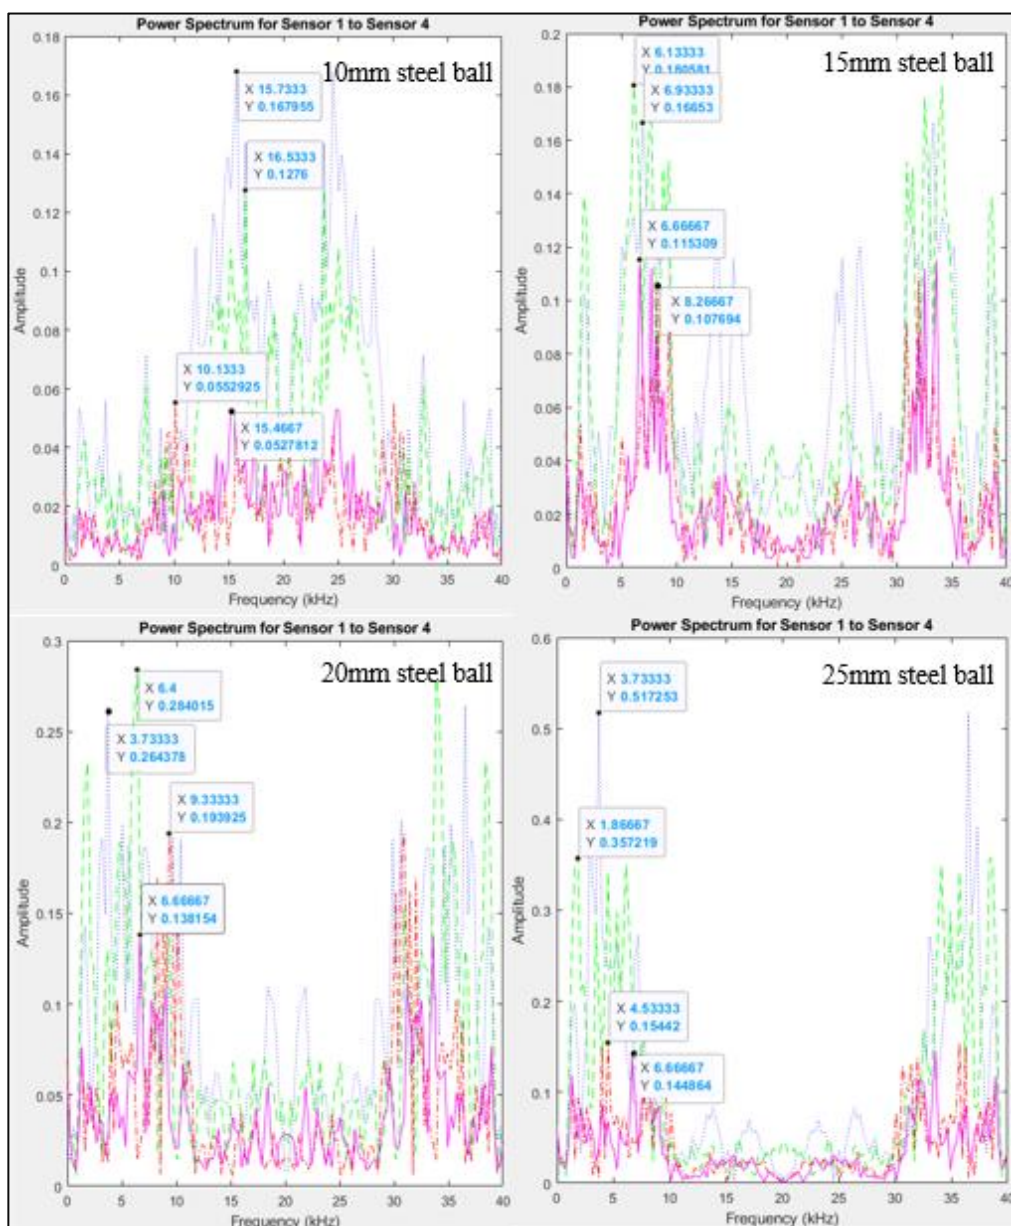 Power Spectrum for Sensor 1 to Sensor 4
10mm steel ball
0.18
0.16
0.14
0.12
0.1
0.08
0.06
0.04
0.02
0
Amplitude
X 15.7333
Y 0.167955
X 16.5333
Y 0.1276
X 10.1333
Y 0.0552925
X 15.4667
Y 0.0527812
0 5 10 15 20 25 30 35 40
Frequency (kHz)
Power Spectrum for Sensor 1 to Sensor 4
15mm steel ball
0.2
0.18
0.16
0.14
0.12
0.1
0.08
0.06
0.04
0.02
0
Amplitude
X 6.13333
Y 0.180581
X 6.93333
Y 0.16653
X 6.66667
Y 0.115309
X 8.26667
Y 0.107694
0 5 10 15 20 25 30 35 40
Frequency (kHz)
Power Spectrum for Sensor 1 to Sensor 4
20mm steel ball
0.3
0.25
0.2
0.15
0.1
0.05
0
Amplitude
X 6.4
Y 0.284015
X 3.73333
Y 0.264378
X 9.33333
Y 0.193925
X 6.66667
Y 0.138154
0 5 10 15 20 25 30 35 40
Frequency (kHz)
Power Spectrum for Sensor 1 to Sensor 4
25mm steel ball
0.6
0.5
0.4
0.3
0.2
0.1
0
Amplitude
X 3.73333
Y 0.517253
X 1.86667
Y 0.357219
X 4.53333
Y 0.15442
X 6.66667
Y 0.144864
0 5 10 15 20 25 30 35 40
Frequency (kHz)